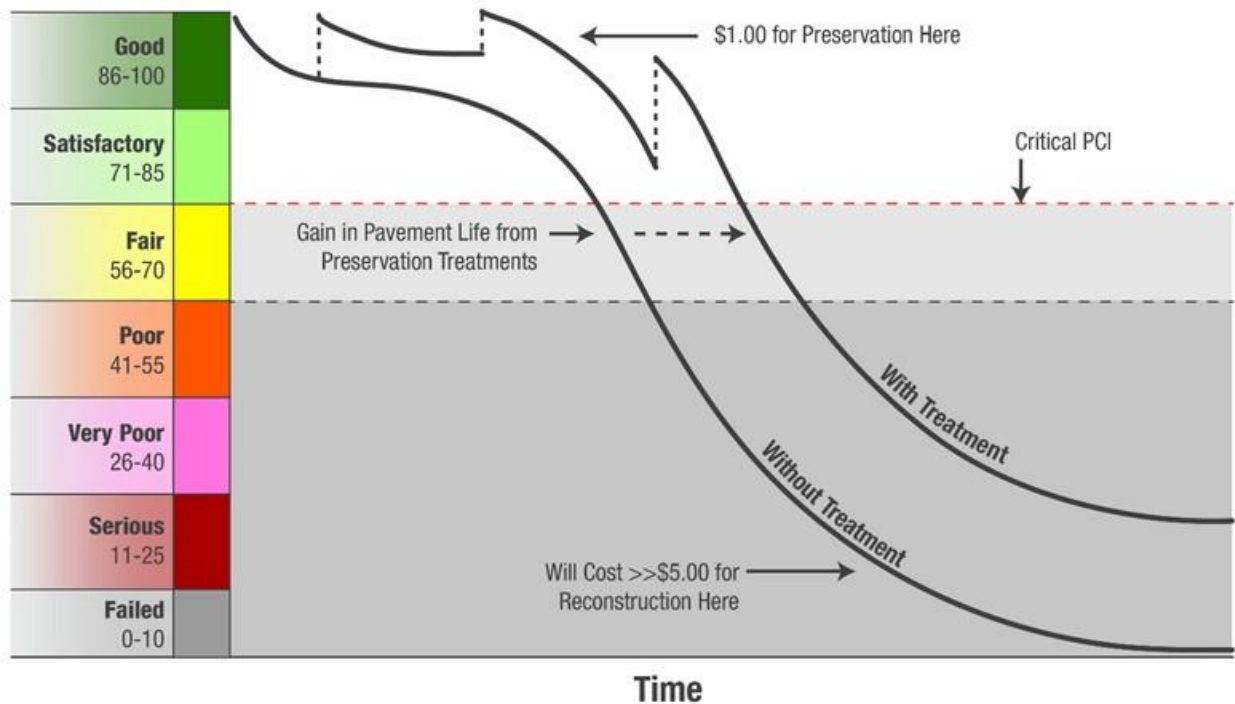 Good
86-100
Satisfactory
71-85
Fair
56-70
Poor
41-55
Very Poor
26-40
Serious
11-25
Failed
0-10
$1.00 for Preservation Here
Critical PCI
Gain in Pavement Life from
Preservation Treatments
With Treatment
Without Treatment
Will Cost >>$5.00 for
Reconstruction Here
Time